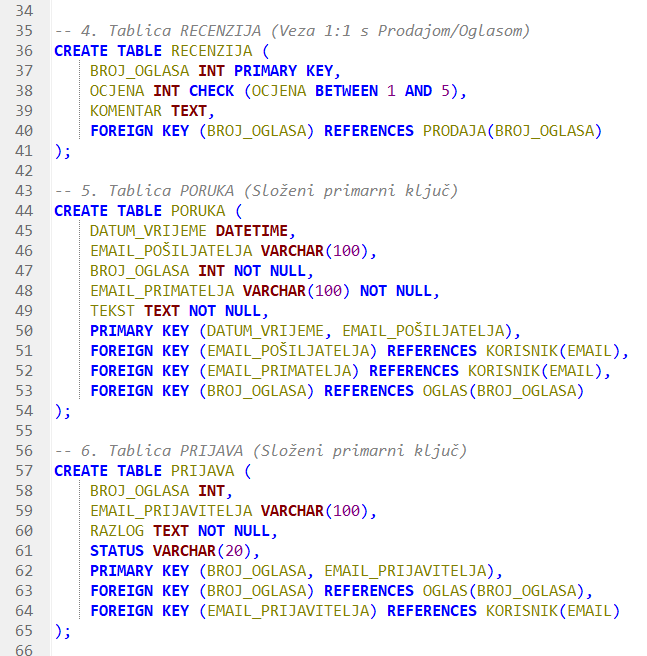 34
35 -- 4. Tablica RECENZIJA (Veza 1:1 s Prodajom/Oglasom)
36 CREATE TABLE RECENZIJA (
37     BROJ_OGLASA INT PRIMARY KEY,
38     OCJENA INT CHECK (OCJENA BETWEEN 1 AND 5),
39     KOMENTAR TEXT,
40     FOREIGN KEY (BROJ_OGLASA) REFERENCES PRODAJA(BROJ_OGLASA)
41 );
42
43 -- 5. Tablica PORUKA (Složeni primarni ključ)
44 CREATE TABLE PORUKA (
45     DATUM_VRIJEME DATETIME,
46     EMAIL_POŠILJATELJA VARCHAR(100),
47     BROJ_OGLASA INT NOT NULL,
48     EMAIL_PRIMATELJA VARCHAR(100) NOT NULL,
49     TEKST TEXT NOT NULL,
50     PRIMARY KEY (DATUM_VRIJEME, EMAIL_POŠILJATELJA),
51     FOREIGN KEY (EMAIL_POŠILJATELJA) REFERENCES KORISNIK(EMAIL),
52     FOREIGN KEY (EMAIL_PRIMATELJA) REFERENCES KORISNIK(EMAIL),
53     FOREIGN KEY (BROJ_OGLASA) REFERENCES OGLAS(BROJ_OGLASA)
54 );
55
56 -- 6. Tablica PRIJAVA (Složeni primarni ključ)
57 CREATE TABLE PRIJAVA (
58     BROJ_OGLASA INT,
59     EMAIL_PRIJAVITELJA VARCHAR(100),
60     RAZLOG TEXT NOT NULL,
61     STATUS VARCHAR(20),
62     PRIMARY KEY (BROJ_OGLASA, EMAIL_PRIJAVITELJA),
63     FOREIGN KEY (BROJ_OGLASA) REFERENCES OGLAS(BROJ_OGLASA),
64     FOREIGN KEY (EMAIL_PRIJAVITELJA) REFERENCES KORISNIK(EMAIL)
65 );
66